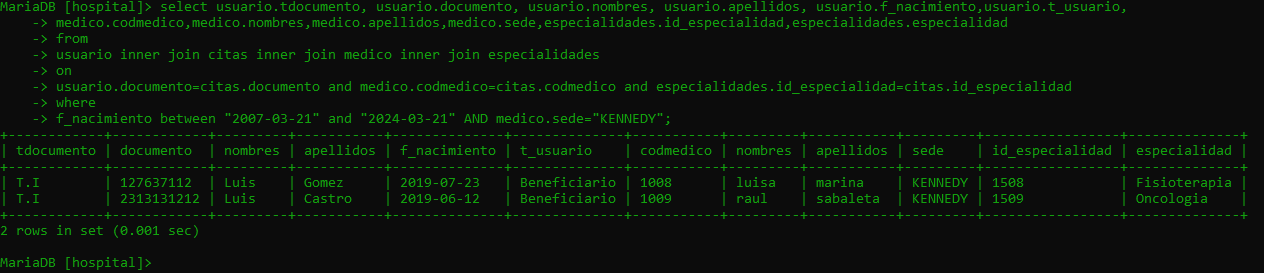 MariaDB [hospital]> select usuario.tdocumento, usuario.documento, usuario.nombres, usuario.apellidos, usuario.f_nacimiento,usuario.t_usuario,
    -> medico.codmedico,medico.nombres,medico.apellidos,medico.sede,especialidades.id_especialidad,especialidades.especialidad
    -> from
    -> usuario inner join citas inner join medico inner join especialidades
    -> on
    -> usuario.documento=citas.documento and medico.codmedico=citas.codmedico and especialidades.id_especialidad=citas.id_especialidad
    -> where
    -> f_nacimiento between "2007-03-21" and "2024-03-21" AND medico.sede="KENNEDY";
+------------+------------+---------+-----------+--------------+--------------+-----------+---------+-----------+---------+-----------------+--------------+
| tdocumento | documento  | nombres | apellidos | f_nacimiento | t_usuario    | codmedico | nombres | apellidos | sede    | id_especialidad | especialidad |
+------------+------------+---------+-----------+--------------+--------------+-----------+---------+-----------+---------+-----------------+--------------+
| T.I        | 127637112  | Luis    | Gomez     | 2019-07-23   | Beneficiario | 1008      | luisa   | marina    | KENNEDY | 1508            | Fisioterapia |
| T.I        | 2313131212 | Luis    | Castro    | 2019-06-12   | Beneficiario | 1009      | raul    | sabaleta  | KENNEDY | 1509            | Oncologia    |
+------------+------------+---------+-----------+--------------+--------------+-----------+---------+-----------+---------+-----------------+--------------+
2 rows in set (0.001 sec)

MariaDB [hospital]>